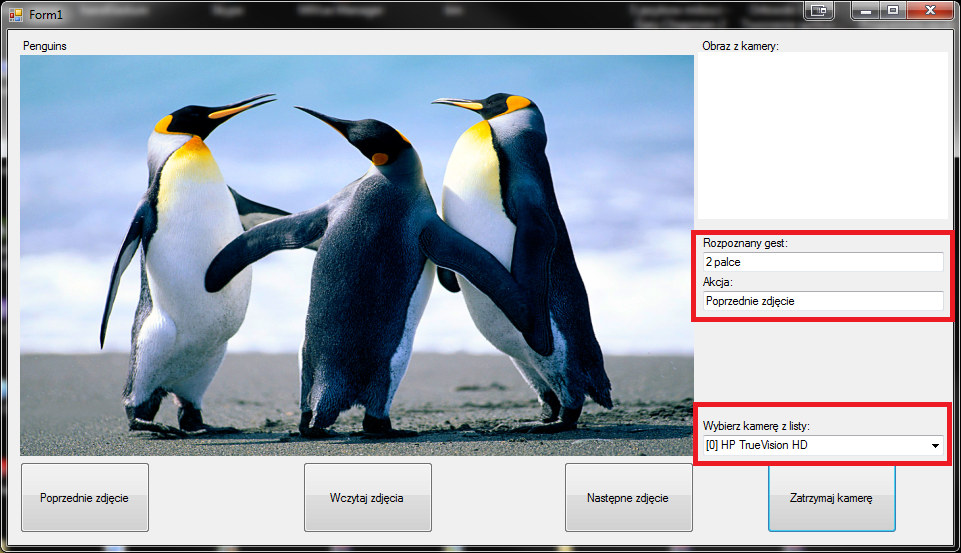 Form1
Penguins
Obraz z kamery:
Rozpoznany gest:
2 palce
Akcja:
Poprzednie zdjęcie
Wybierz kamerę z listy:
[0] HP TrueVision HD
Poprzednie zdjęcie
Wczytaj zdjęcia
Następne zdjęcie
Zatrzymaj kamerę